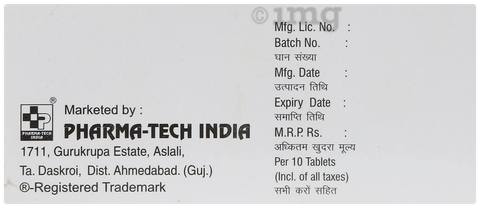 ©1mg
Marketed by :
®
PHARMA-TECH INDIA
PHARMA-TECH INDIA
1711, Gurukrupa Estate, Aslali,
Ta. Daskroi, Dist. Ahmedabad. (Guj.)
®-Registered Trademark
Mfg. Lic. No. :
Batch No. :
घान संख्या
Mfg. Date :
उत्पादन तिथि
Expiry Date :
समाप्ति तिथि
M.R.P. Rs. :
अधिकतम खुदरा मूल्य
Per 10 Tablets
(Incl. of all taxes)
सभी करों सहित